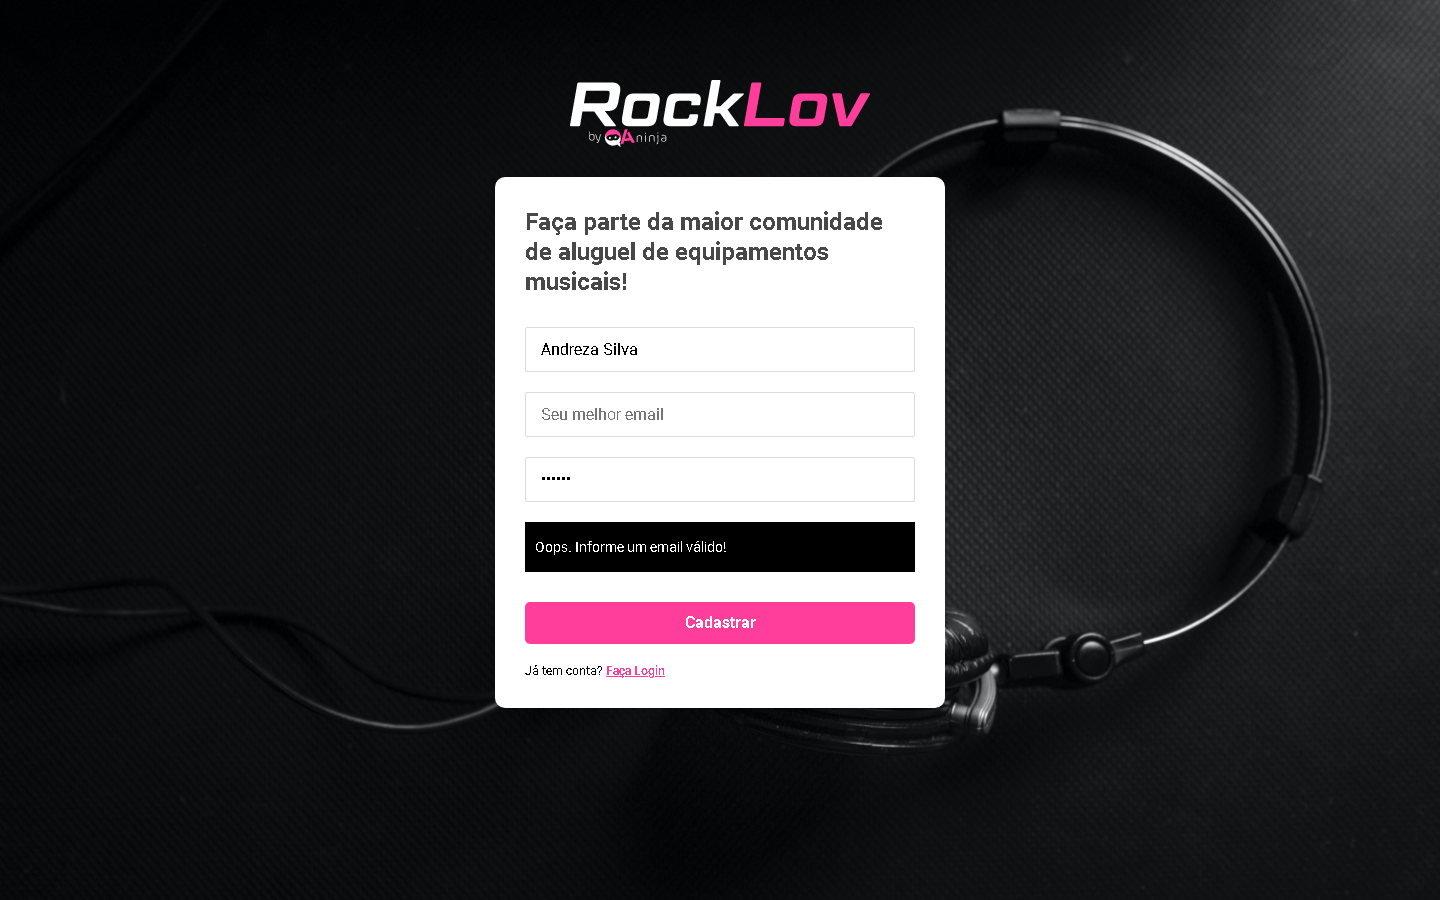 RockLov
by QAninja
Faça parte da maior comunidade
de aluguel de equipamentos
musicais!
Andreza Silva
Seu melhor email
••••••
Oops. Informe um email válido!
Cadastrar
Já tem conta? Faça Login